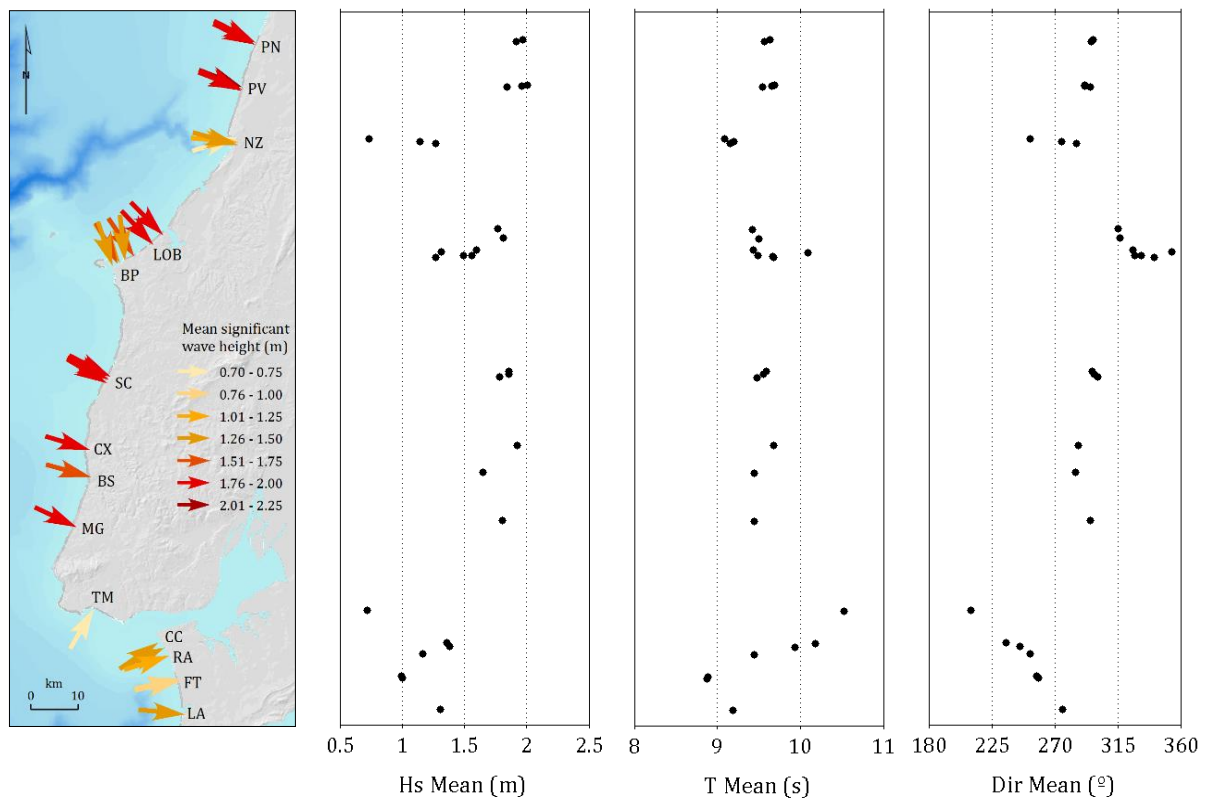 PN
PV
N
NZ
LOB
BP
Mean significant
wave height (m)
0.70 - 0.75
SC
0.76 - 1.00
1.01 - 1.25
1.26 - 1.50
CX
1.51 - 1.75
BS
1.76 - 2.00
2.01 - 2.25
MG
TM
CC
RA
km
FT
0 10
LA
0.5 1 1.5 2 2.5
8 9 10 11
180 225 270 315 360
Hs Mean (m)
T Mean (s)
Dir Mean (º)